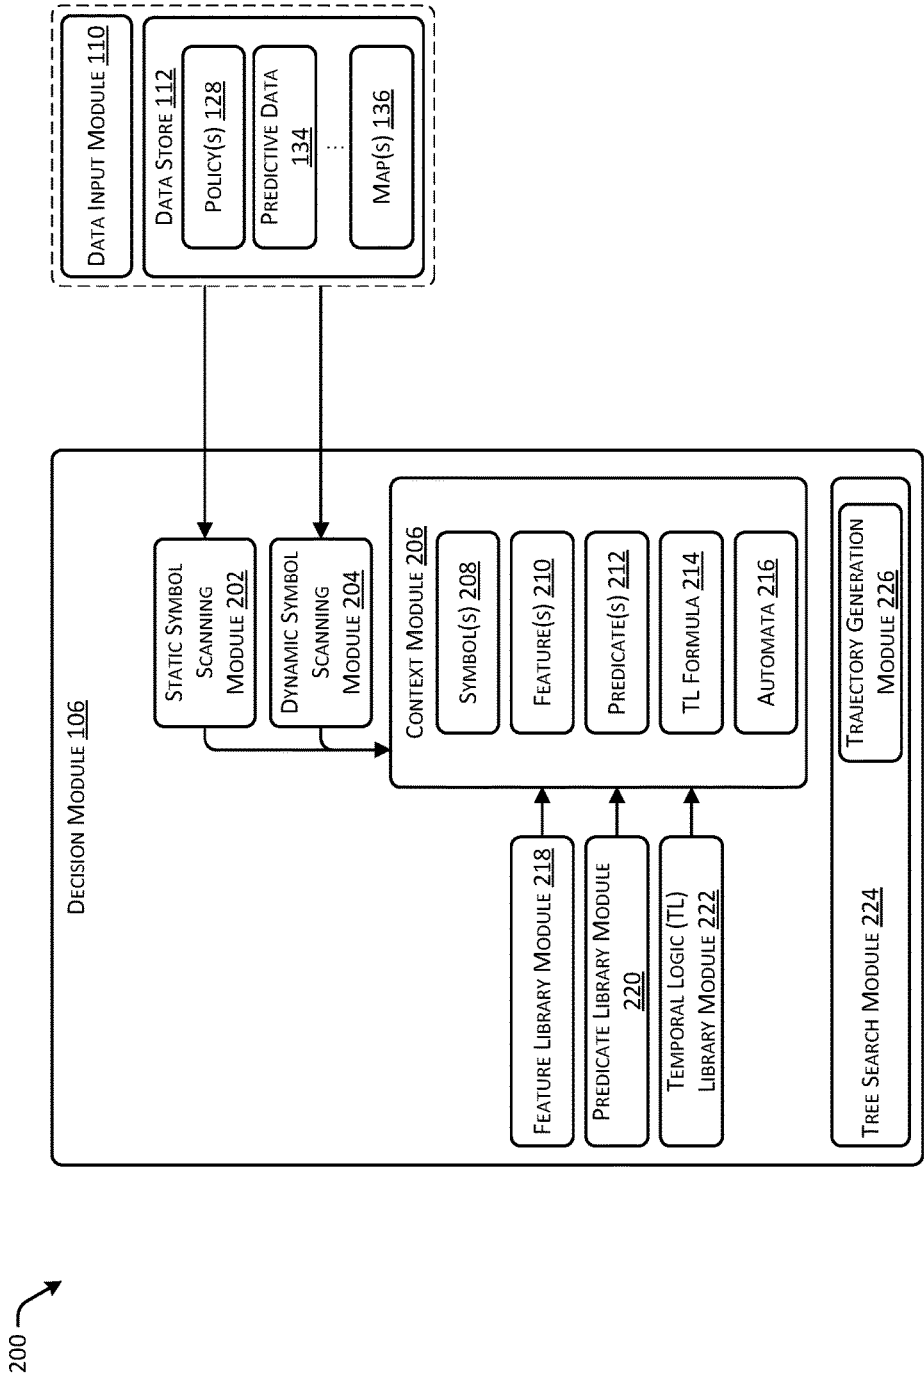 200
DECISION MODULE 106
STATIC SYMBOL
SCANNING
MODULE 202
DYNAMIC SYMBOL
SCANNING
MODULE 204
CONTEXT MODULE 206
SYMBOL(S) 208
FEATURE(S) 210
PREDICATE(S) 212
TL FORMULA 214
AUTOMATA 216
FEATURE LIBRARY MODULE 218
PREDICATE LIBRARY MODULE
220
TEMPORAL LOGIC (TL)
LIBRARY MODULE 222
TREE SEARCH MODULE 224
TRAJECTORY GENERATION
MODULE 226
DATA INPUT MODULE 110
DATA STORE 112
POLICY(S) 128
PREDICTIVE DATA
134
...
MAP(S) 136